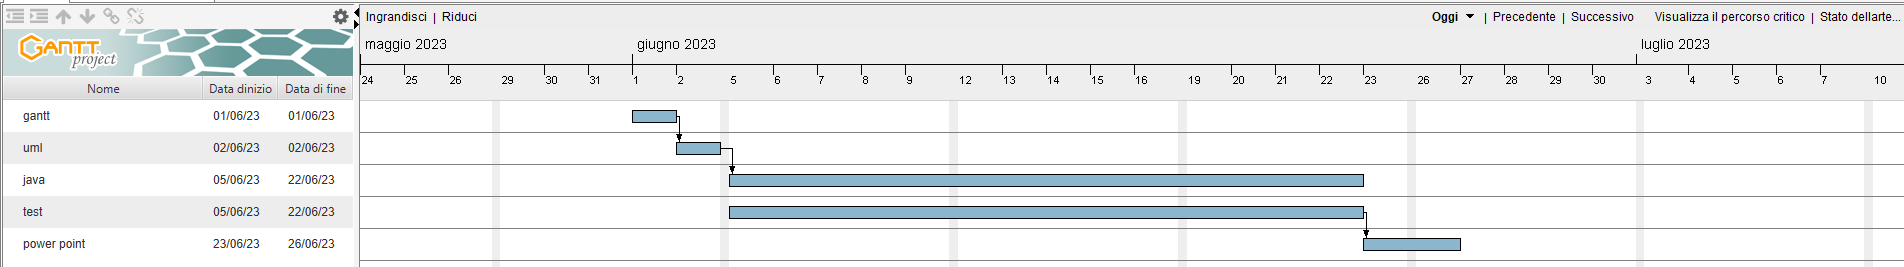 Ingrandisci | Riduci
Oggi | Precedente | Successivo Visualizza il percorso critico | Stato dellarte...
GANTT
project
maggio 2023 giugno 2023 luglio 2023
24 25 26 29 30 31 1 2 5 6 7 8 9 12 13 14 15 16 19 20 21 22 23 26 27 28 29 30 3 4 5 6 7 10
Nome Data dinizio Data di fine
gantt 01/06/23 01/06/23
uml 02/06/23 02/06/23
java 05/06/23 22/06/23
test 05/06/23 22/06/23
power point 23/06/23 26/06/23